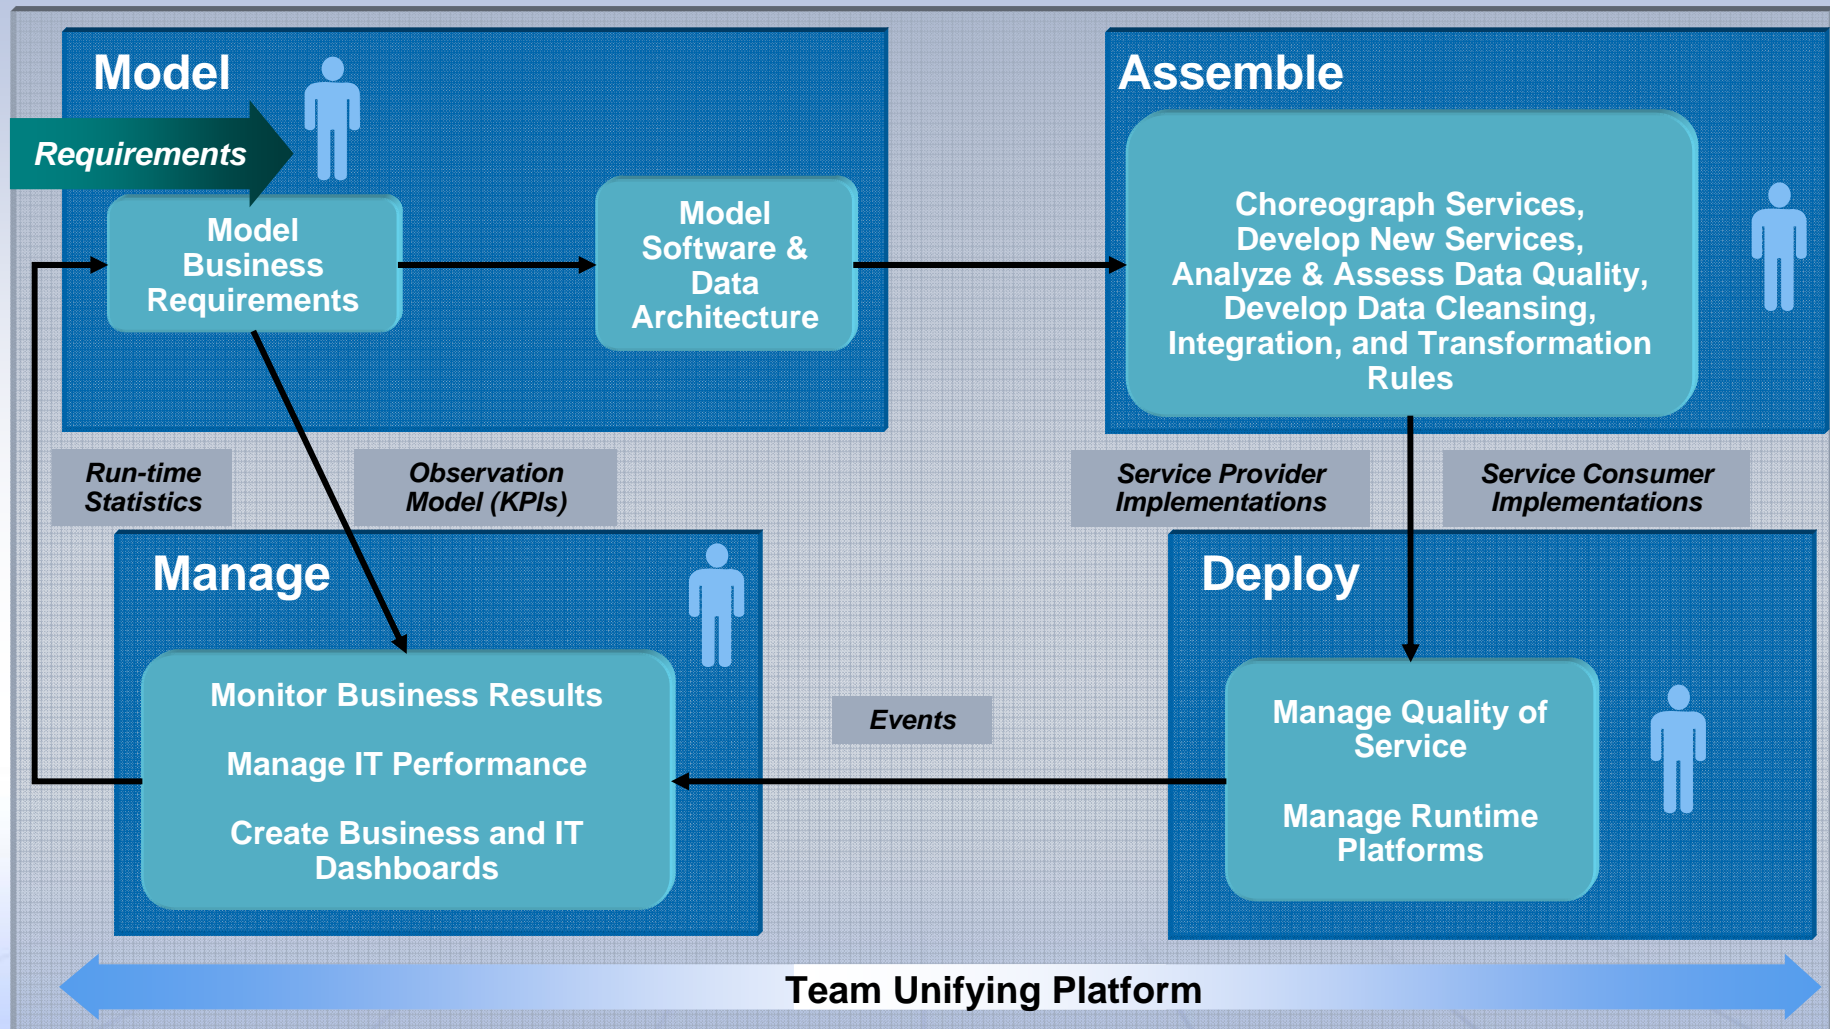 Model
Requirements
Model
Business
Requirements
Model
Software &
Data
Architecture
Assemble
Choreograph Services,
Develop New Services,
Analyze & Assess Data Quality,
Develop Data Cleansing,
Integration, and Transformation
Rules
Run-time
Statistics
Observation
Model (KPIs)
Service Provider
Implementations
Service Consumer
Implementations
Manage
Monitor Business Results
Manage IT Performance
Create Business and IT
Dashboards
Events
Deploy
Manage Quality of
Service
Manage Runtime
Platforms
Team Unifying Platform